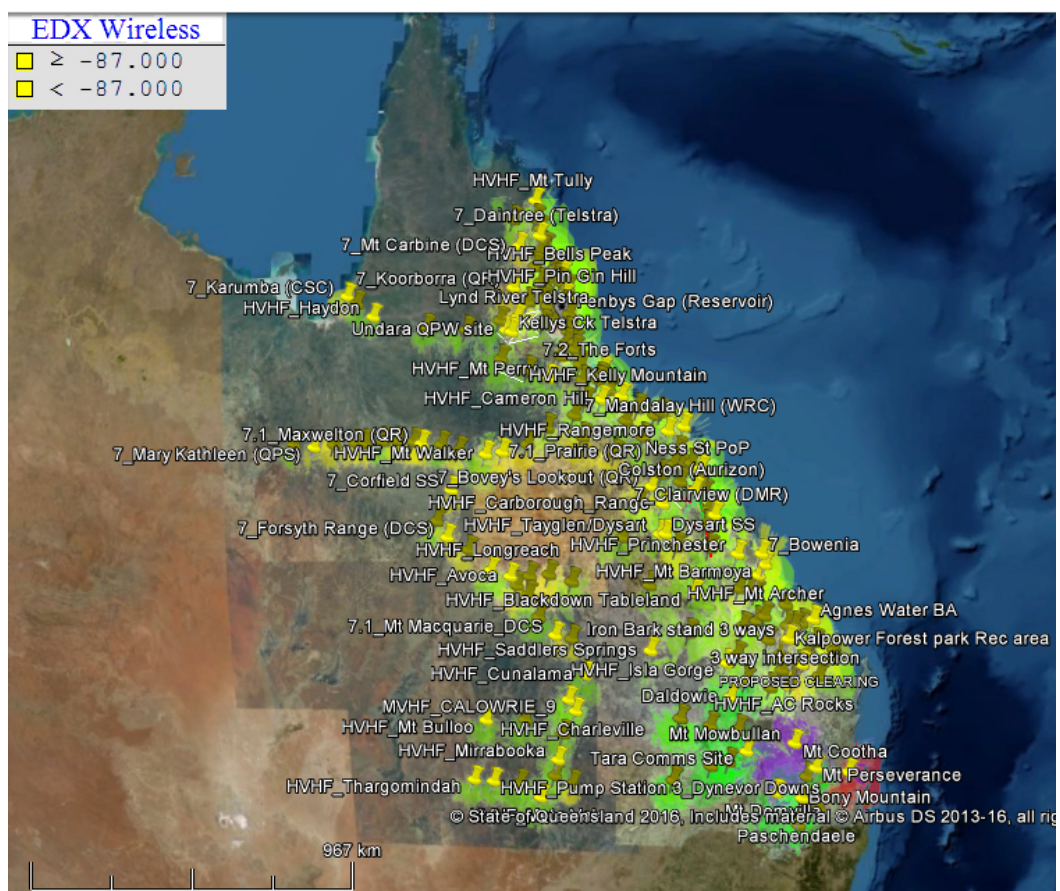 EDX Wireless
≥ -87.000
< -87.000
HVHF_Mt Tully
7_Daintree (Telstra)
7_Mt Carbine (DCS)
HVHF_Bells Peak
7_Koorborra (QR)
HVHF_Pin Gin Hill
7_Karumba (CSC)
Lynd River Telstra
Gap (Reservoir)
HVHF_Haydon
Undara QPW site
Kellys Ck Telstra
7.2_The Forts
HVHF_Mt Perry
HVHF_Kelly Mountain
HVHF_Cameron Hill
7_Mandalay Hill (WRC)
7.1_Maxwelton (QR)
HVHF_Rangemore
7_Mary Kathleen (QPS)
HVHF_Mt Walker
7.1_Prairie (QR)
Ness St PoP
7_Corfield SS
7_Bovey's Lookout (QR)
Colston (Aurizon)
HVHF_Carborough_Range
7_Clairview (DMR)
7_Forsyth Range (DCS)
HVHF_Tayglen/Dysart
Dysart SS
HVHF_Longreach
HVHF_Princhester
7_Bowenia
HVHF_Avoca
HVHF_Mt Barmoya
HVHF_Blackdown Tableland
HVHF_Mt Archer
Agnes Water BA
7.1_Mt Macquarie_DCS
Iron Bark stand 3 ways
Kalpower Forest park Rec area
HVHF_Saddlers Springs
3 way intersection
HVHF_Cunalama
HVHF_Isla Gorge
PROPOSED CLEARING
MVHF_CALOWRIE_9
Daldowie
HVHF_AC Rocks
HVHF_Mt Bulloo
HVHF_Charleville
Mt Mowbullan
HVHF_Mirrabooka
Tara Comms Site
Mt Cootha
HVHF_Thargomindah
HVHF_Pump Station 3_Dynevor Downs
Mt Perseverance
Bony Mountain
© State of Queensland 2016, Includes material © Airbus DS 2013-16, all rig
Paschendaele
967 km